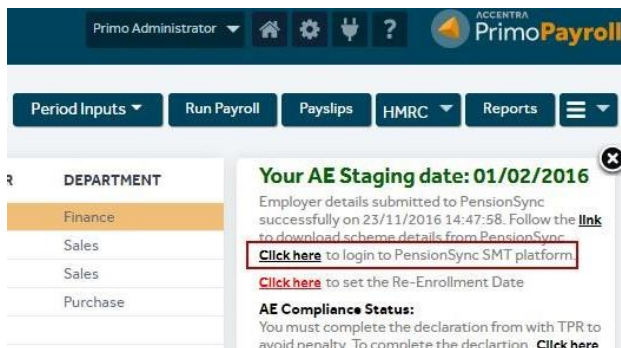 Primo Administrator
?
ACCENTRA
PrimoPayroll
Period Inputs
Run Payroll
Payslips
HMRC
Reports
R
DEPARTMENT
Finance
Sales
Sales
Purchase
Your AE Staging date: 01/02/2016
Employer details submitted to PensionSync
successfully on 23/11/2016 14:47:58. Follow the link
to download scheme details from PensionSync
Click here to login to PensionSync SMT platform.
Click here to set the Re-Enrollment Date
AE Compliance Status:
You must complete the declaration from with TPR to
avoid penalty. To complete the declartion, Click here